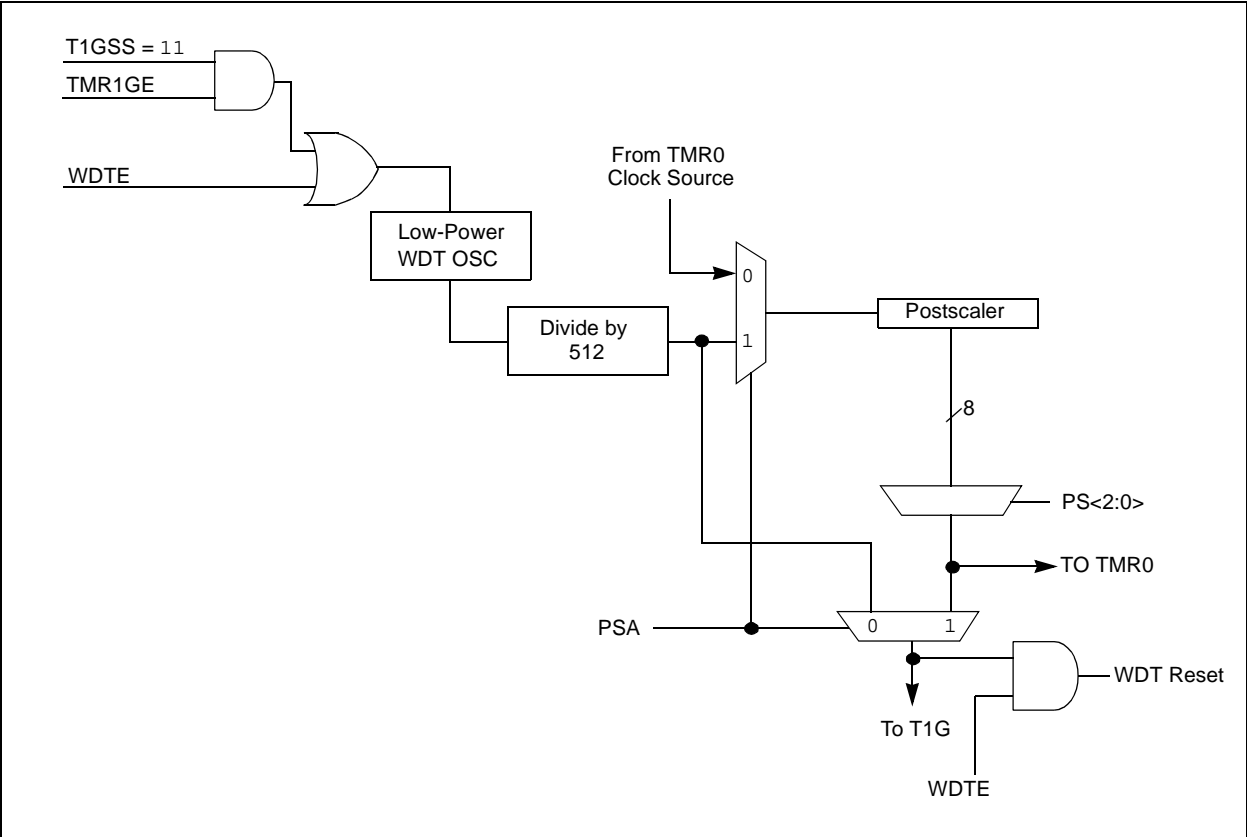 T1GSS = 11
TMR1GE
WDTE
From TMR0
Clock Source
Low-Power
WDT OSC
0
Divide by
512
1
Postscaler
8
PS<2:0>
TO TMR0
PSA
0
1
WDT Reset
To T1G
WDTE